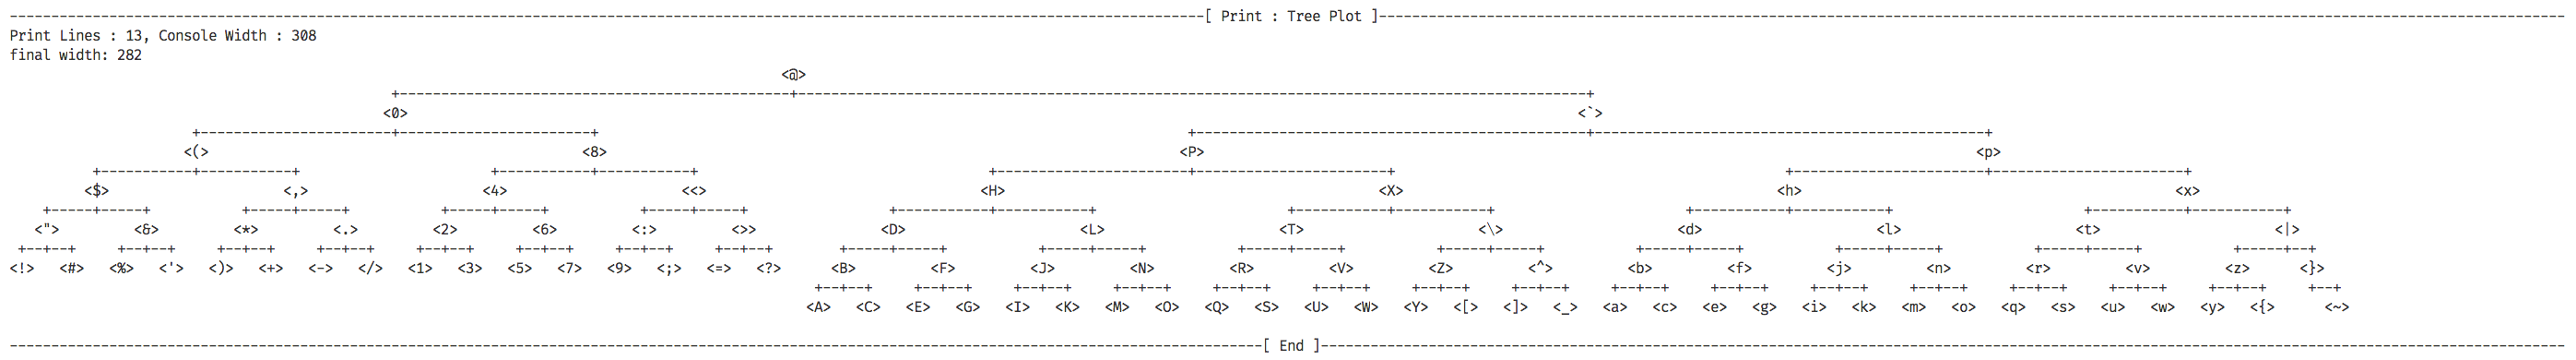 [ Print : Tree Plot ]
Print Lines : 13, Console Width : 308
final width: 282
<@>
<0> <`>
<(> <8> <P> <p>
<$> <,> <4> <<> <H> <X> <h> <x>
<"> <&> <*> <.> <2> <6> <:> <>> <D> <L> <T> <\> <d> <l> <t> <|>
<!> <#> <%> <'> <)> <+> <-> </> <1> <3> <5> <7> <9> <;> <=> <?> <B> <F> <J> <N> <R> <V> <Z> <^> <b> <f> <j> <n> <r> <v> <z> <}>
<A> <C> <E> <G> <I> <K> <M> <O> <Q> <S> <U> <W> <Y> <[> <]> <_> <a> <c> <e> <g> <i> <k> <m> <o> <q> <s> <u> <w> <y> <{> <~>
[ End ]